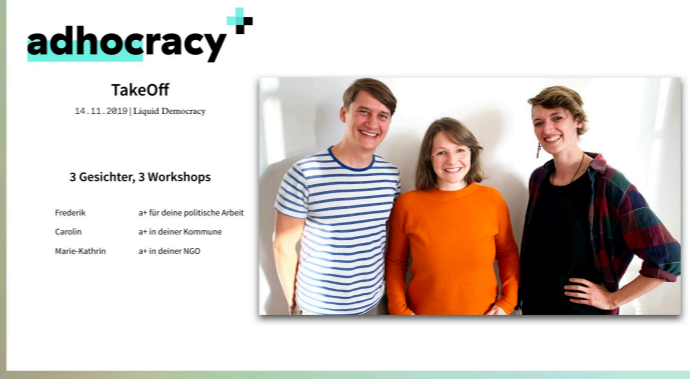 adhocracy+
TakeOff
14.11.2019|Liquid Democracy
3 Gesichter, 3 Workshops
Frederik a+ für deine politische Arbeit
Carolin a+ in deiner Kommune
Marie-Kathrin a+ in deiner NGO